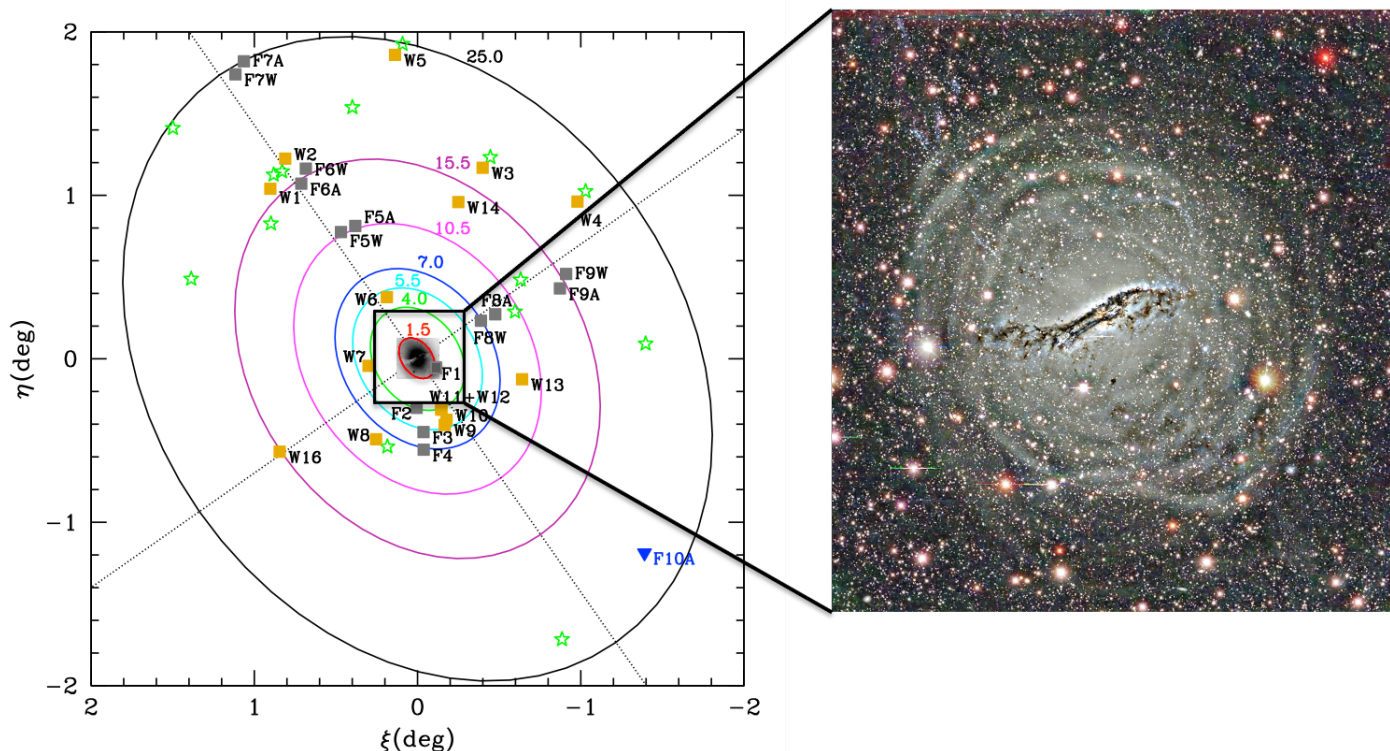 2
1
0
−1
−2
η(deg)
2
1
0
−1
−2
ξ(deg)
25.0
15.5
10.5
7.0
5.5
4.0
1.5
F7A
F7W
W5
W2
F6W
W1
F6A
W3
W14
W4
F5A
F5W
F9W
F9A
W6
F8A
F8W
W7
F1
W13
W11+W12
F2
W10
W9
F3
W8
F4
W16
F10A